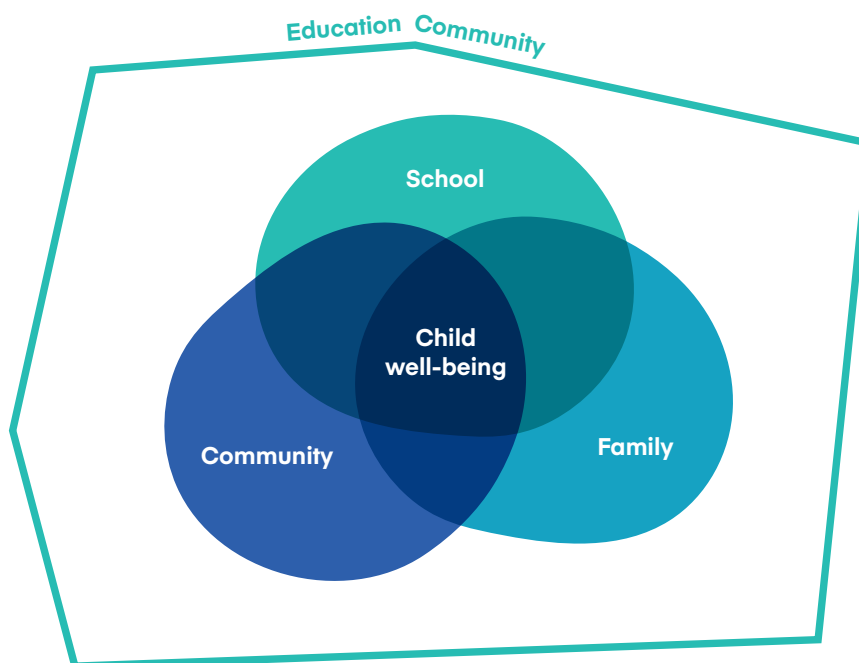 Education Community
School
Child
well-being
Community
Family